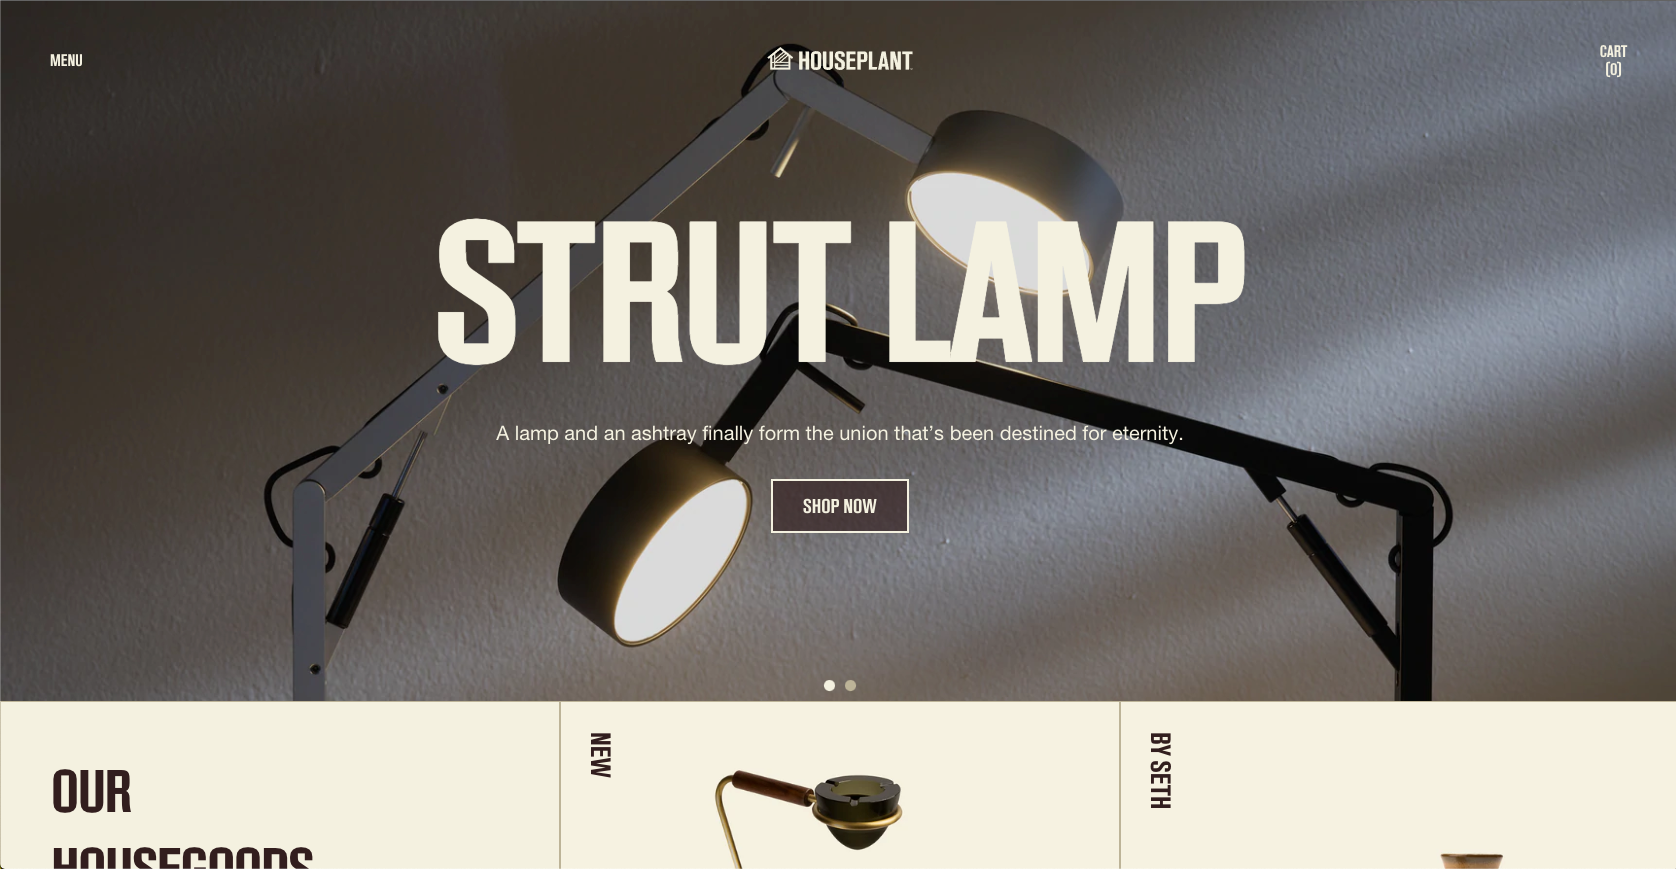 MENU
HOUSEPLANT
CART
(0)
STRUT LAMP
A lamp and an ashtray finally form the union that’s been destined for eternity.
SHOP NOW
OUR
HOUSEGOODS
NEW
BY SETH